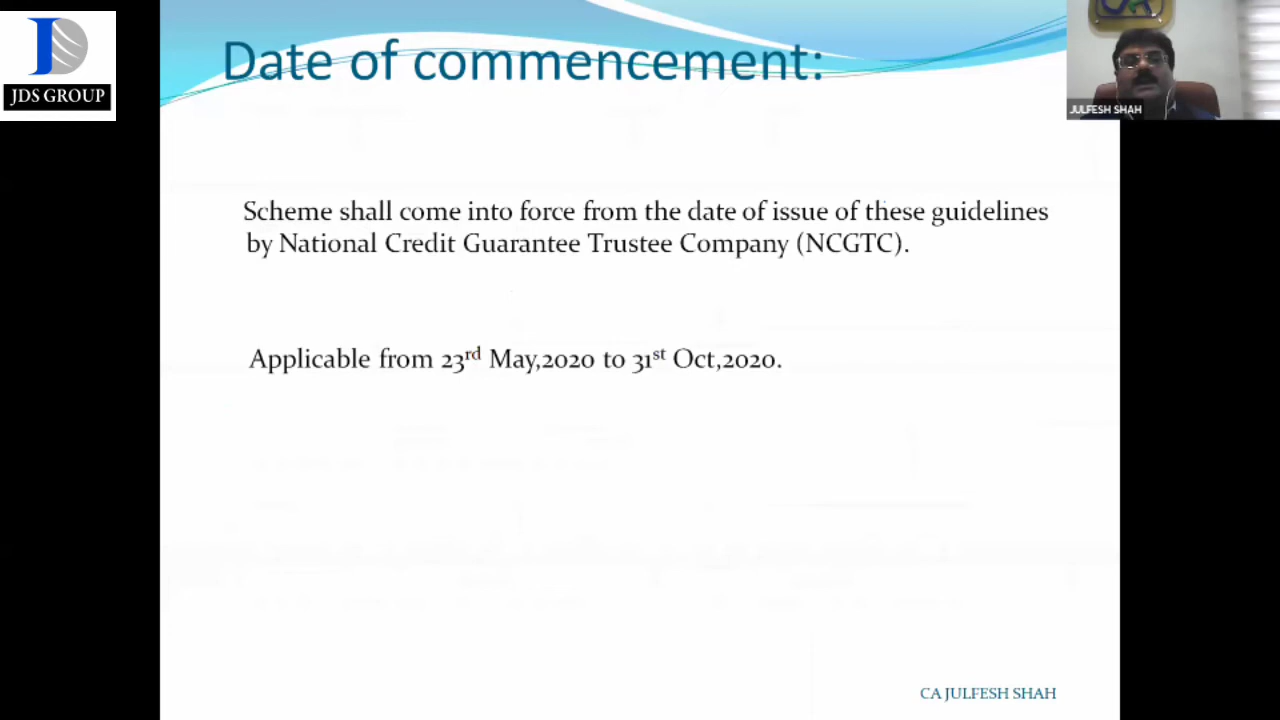 JDS GROUP
Date of commencement:
JULFESH SHAH
Scheme shall come into force from the date of issue of these guidelines
by National Credit Guarantee Trustee Company (NCGTC).
Applicable from 23rd May,2020 to 31st Oct,2020.
CA JULFESH SHAH